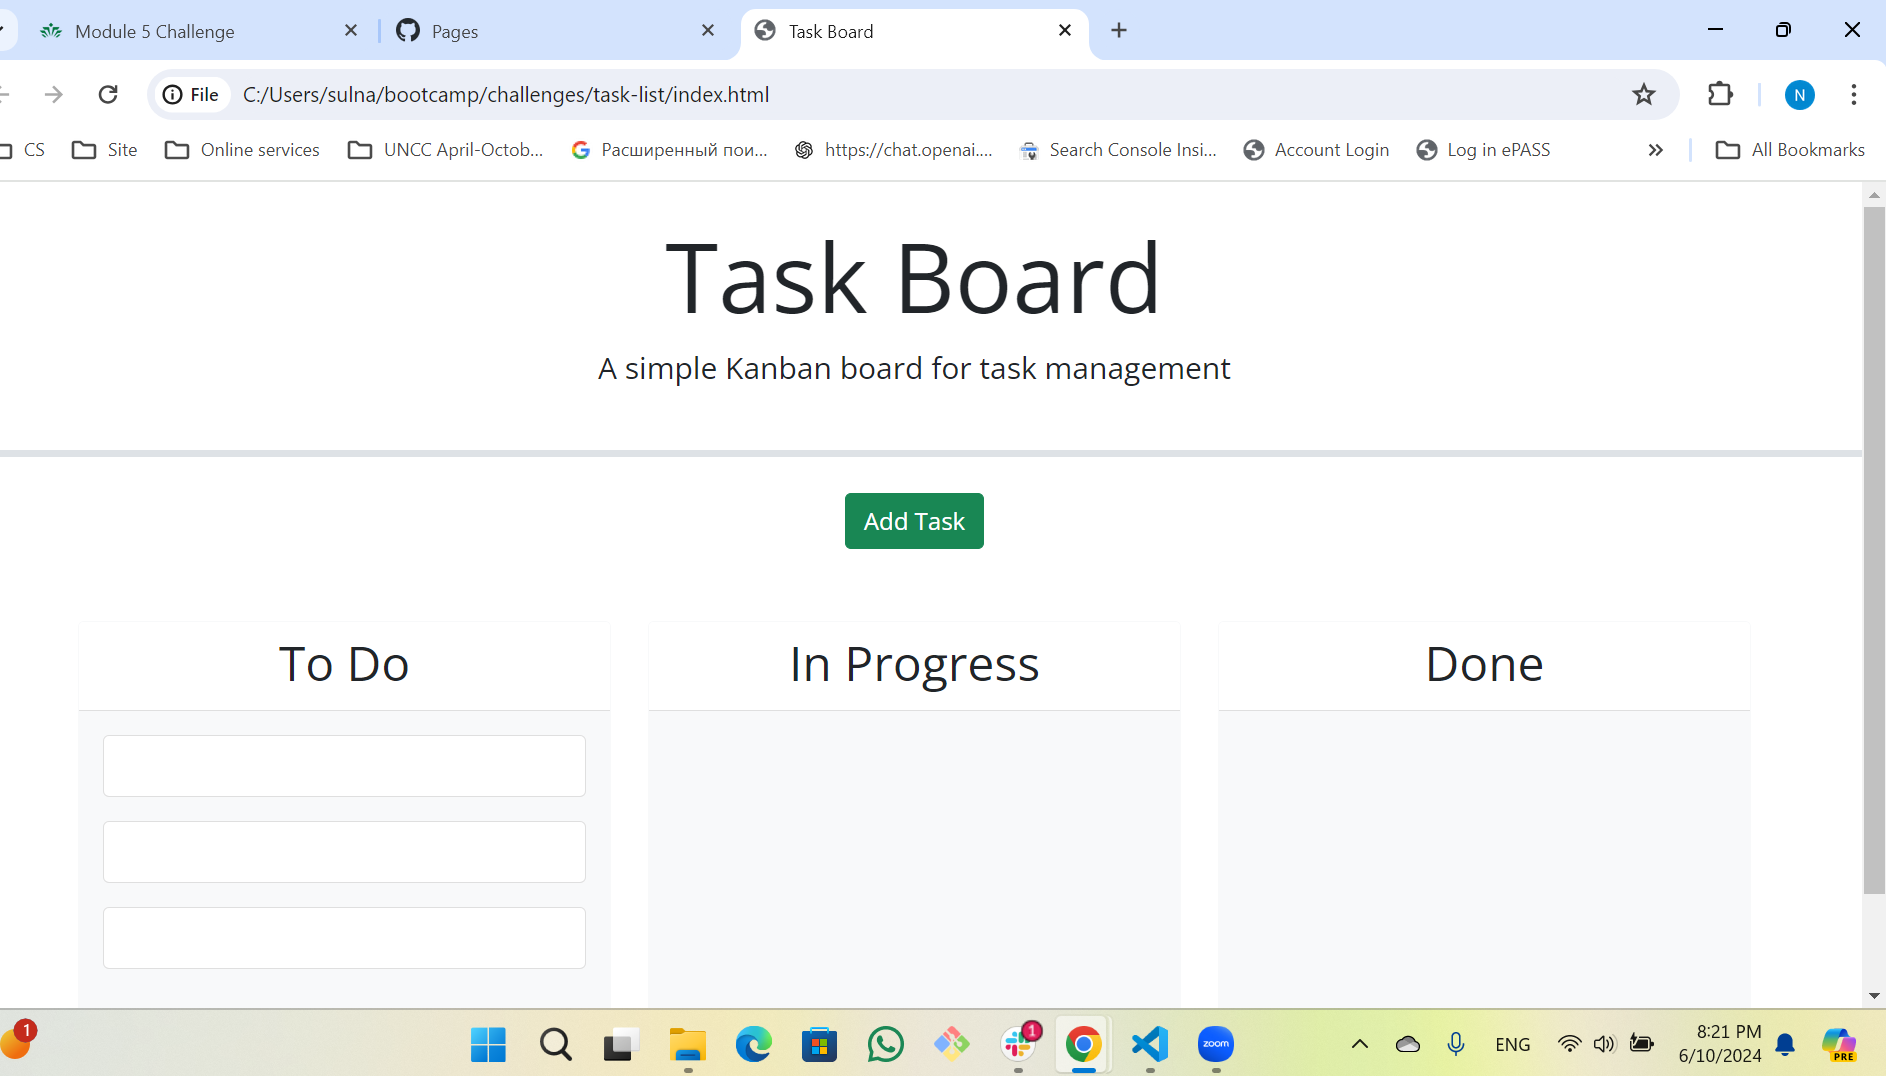 Module 5 Challenge
Pages
Task Board
File
C:/Users/sulna/bootcamp/challenges/task-list/index.html
N
CS
Site
Online services
UNCC April-Octob...
Расширенный пои...
https://chat.openai....
Search Console Insi...
Account Login
Log in ePASS
All Bookmarks
Task Board
A simple Kanban board for task management
Add Task
To Do
In Progress
Done
1
1
zoom
ENG
8:21 PM
6/10/2024
PRE